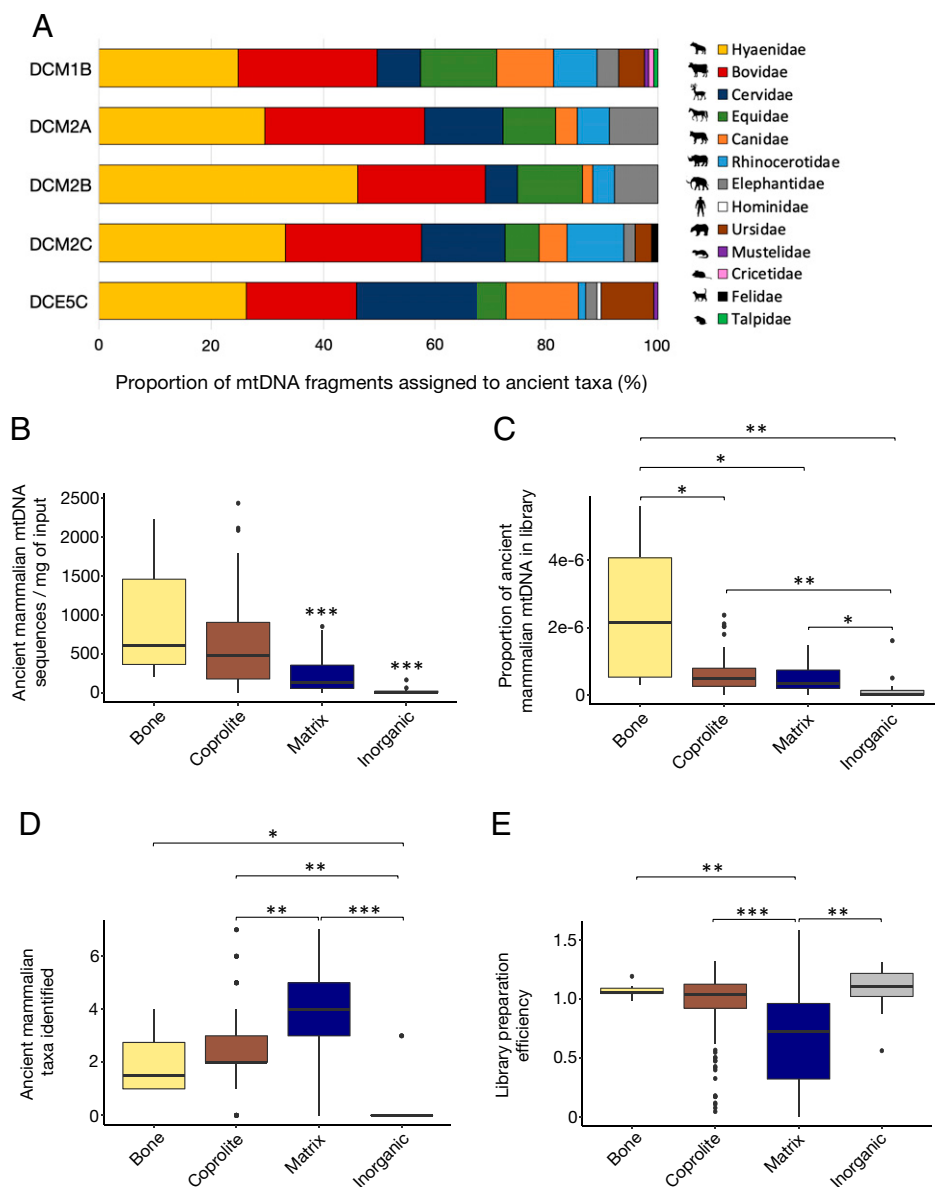 A
DCM1B
DCM2A
DCM2B
DCM2C
DCE5C
0 20 40 60 80 100
Proportion of mtDNA fragments assigned to ancient taxa (%)
Hyaenidae
Bovidae
Cervidae
Equidae
Canidae
Rhinocerotidae
Elephantidae
Hominidae
Ursidae
Mustelidae
Cricetidae
Felidae
Talpidae
B
Ancient mammalian mtDNA
sequences / mg of input
2500
2000
1500
1000
500
0
***
***
Bone Coprolite Matrix Inorganic
C
Proportion of ancient
mammalian mtDNA in library
4e-6
2e-6
0
**
*
*
**
*
Bone Coprolite Matrix Inorganic
D
Ancient mammalian
taxa identified
6
4
2
0
*
**
** ***
Bone Coprolite Matrix Inorganic
E
Library preparation
efficiency
1.5
1.0
0.5
0
**
*** **
Bone Coprolite Matrix Inorganic